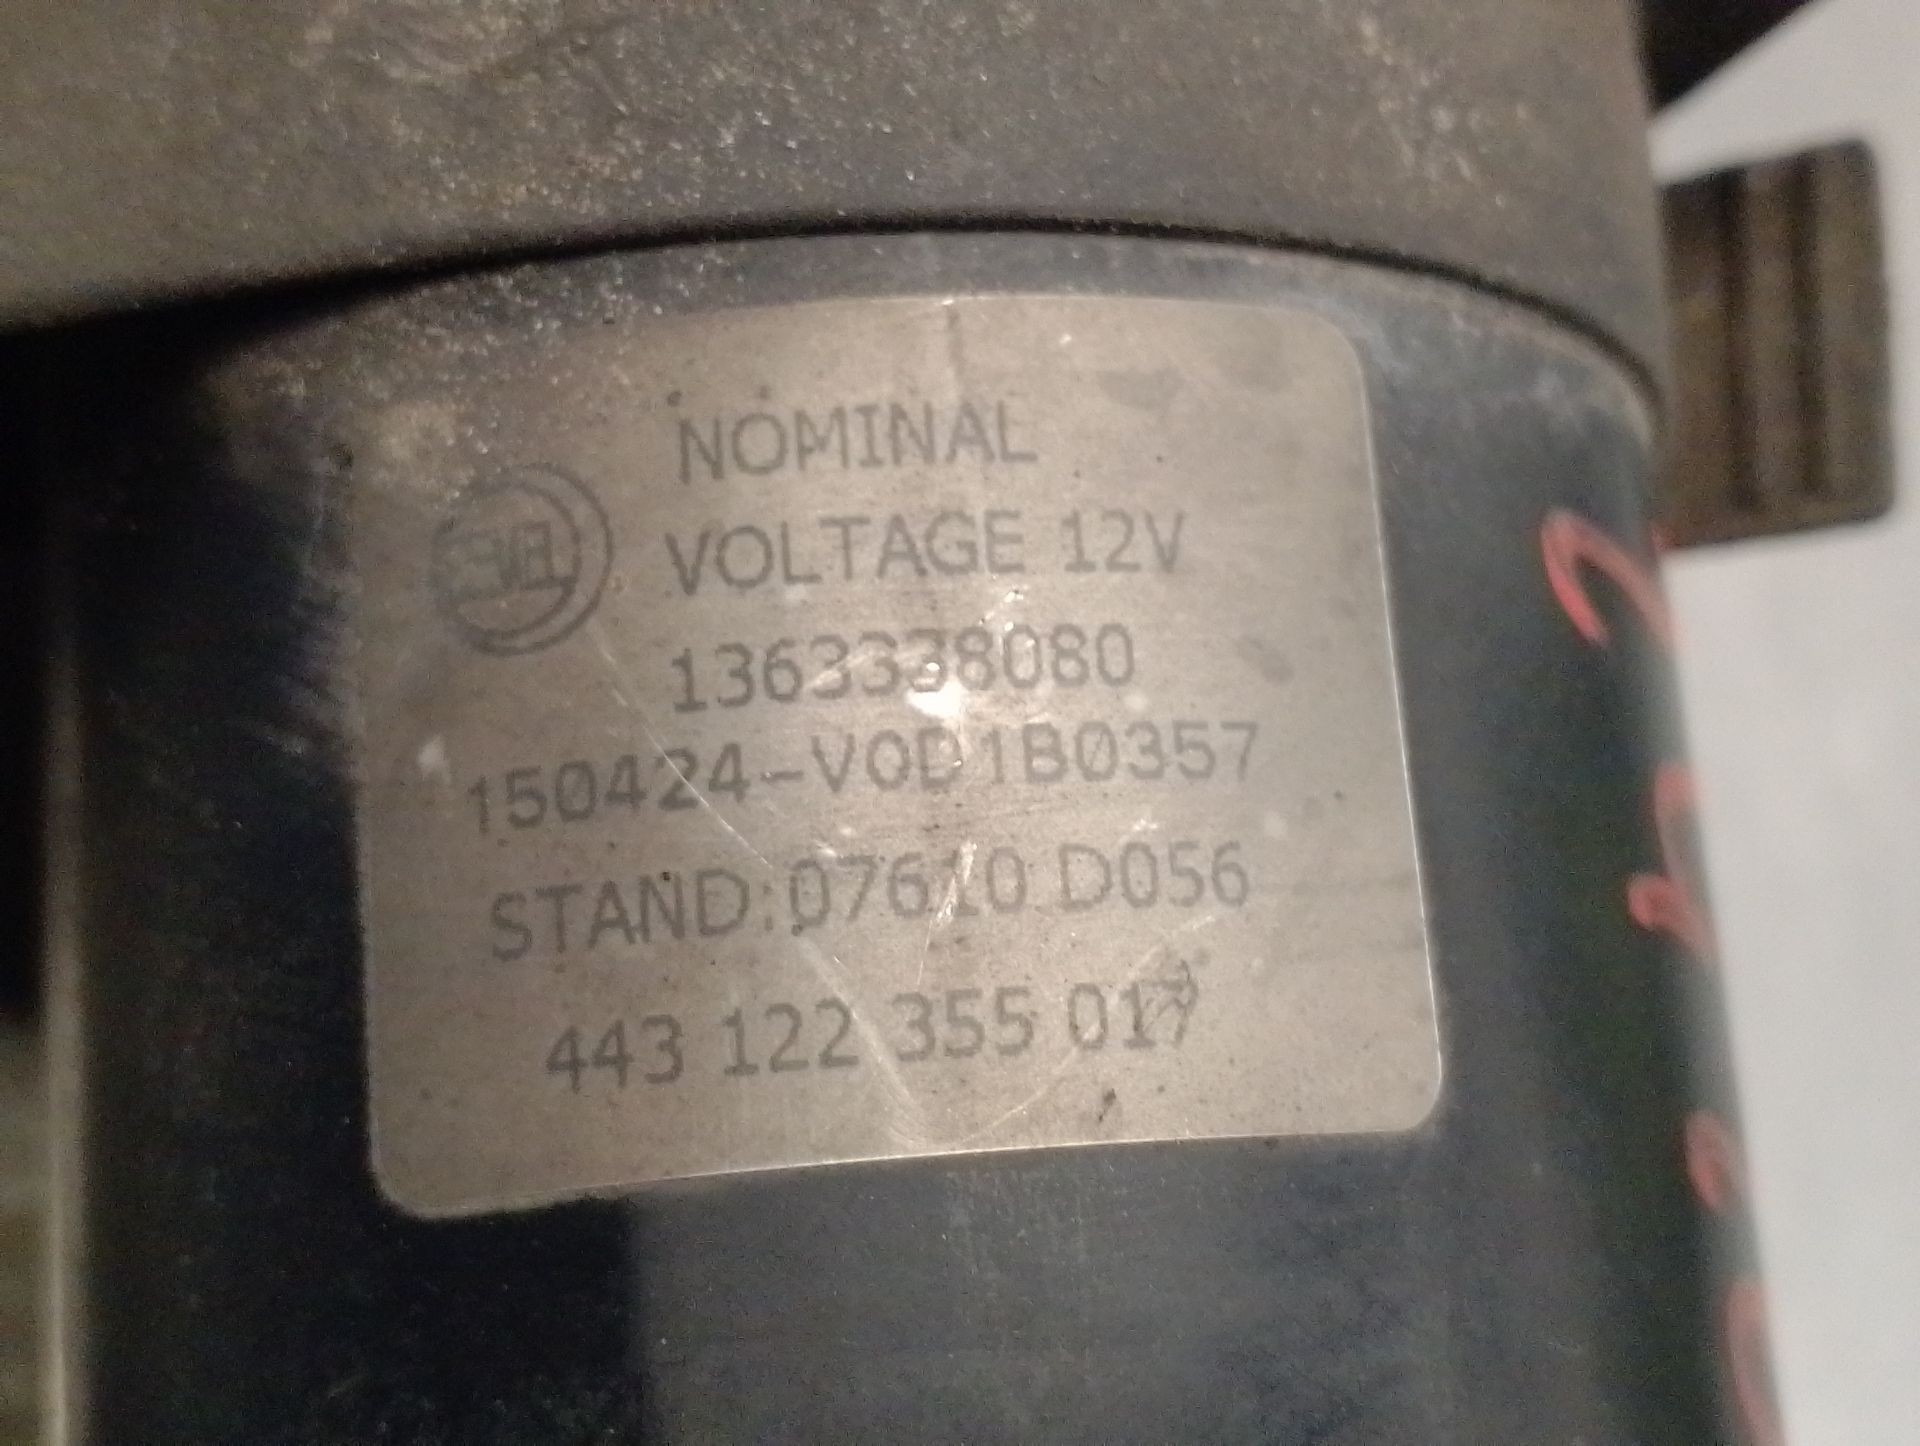 NOMINAL
VOLTAGE 12V
1363338080
150424-V0D1B0357
STAND:07610 D056
443 122 355 017